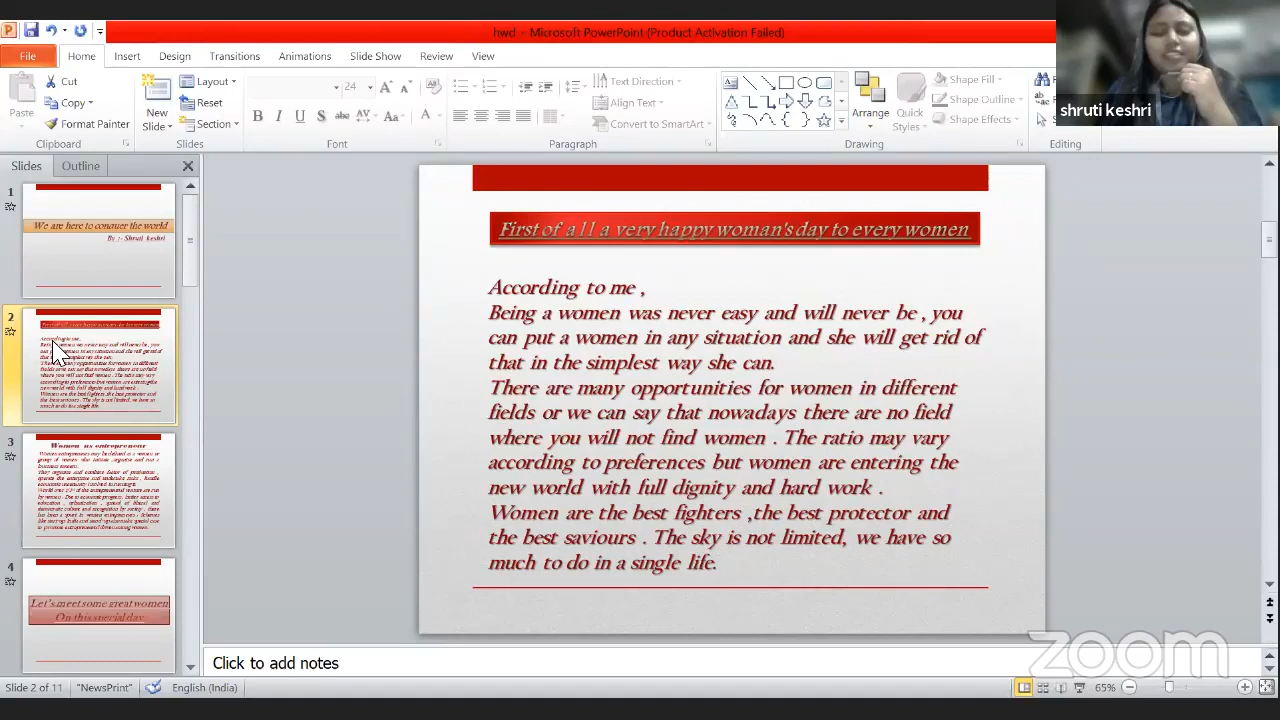 hwd - Microsoft PowerPoint (Product Activation Failed)
File Home Insert Design Transitions Animations Slide Show Review View
Cut
Copy
Format Painter
Paste
Clipboard
New
Slide
Layout
Reset
Section
Slides
24
Font
Text Direction
Align Text
Convert to SmartArt
Paragraph
Arrange
Quick
Styles
Shape Fill
Shape Outline
Shape Effects
Drawing
Editing
shruti keshri
Slides Outline
1
We are here to conquer the world
By :- Shruti keshri
2
3
Women as entrepreneur
4
Let's meet some great women
On this special day
First of a l l a very happy woman's day to every women
According to me ,
Being a women was never easy and will never be , you
can put a women in any situation and she will get rid of
that in the simplest way she can.
There are many opportunities for women in different
fields or we can say that nowadays there are no field
where you will not find women . The ratio may vary
according to preferences but women are entering the
new world with full dignity and hard work .
Women are the best fighters ,the best protector and
the best saviours . The sky is not limited, we have so
much to do in a single life.
zoom
Click to add notes
Slide 2 of 11 "NewsPrint" English (India) 65%